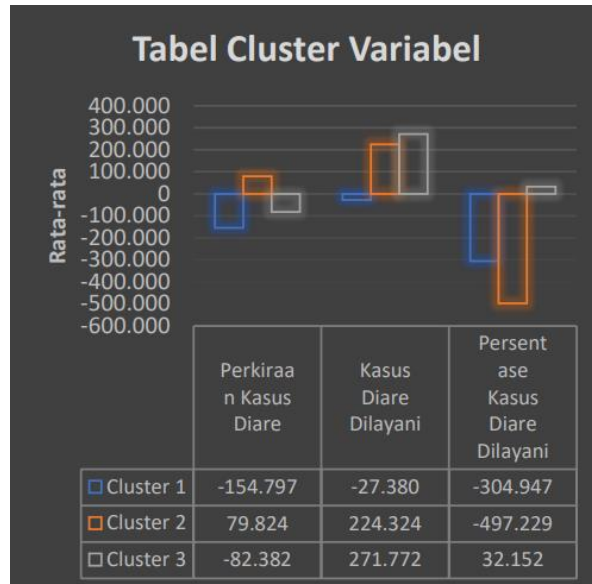 Tabel Cluster Variabel
Rata-rata
400.000
300.000
200.000
100.000
0
-100.000
-200.000
-300.000
-400.000
-500.000
-600.000
Perkiraa
n Kasus
Diare
Kasus
Diare
Dilayani
Persent
ase
Kasus
Diare
Dilayani
Cluster 1 -154.797 -27.380 -304.947
Cluster 2 79.824 224.324 -497.229
Cluster 3 -82.382 271.772 32.152